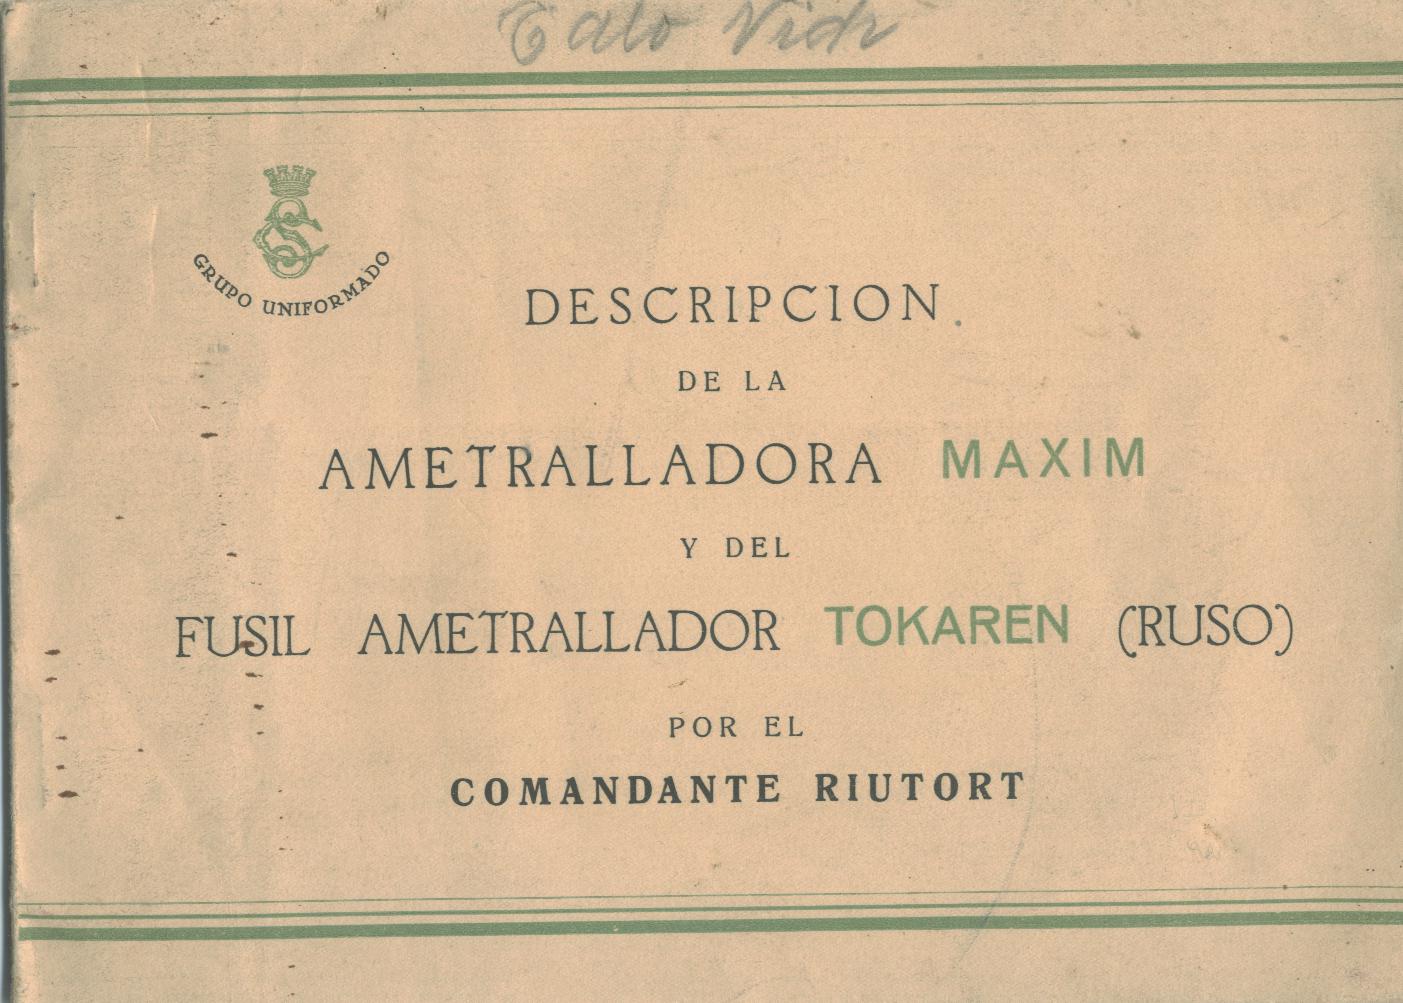 GRUPO UNIFORMADO
DESCRIPCION
DE LA
AMETRALLADORA MAXIM
Y DEL
FUSIL AMETRALLADOR TOKAREN (RUSO)
POR EL
COMANDANTE RIUTORT